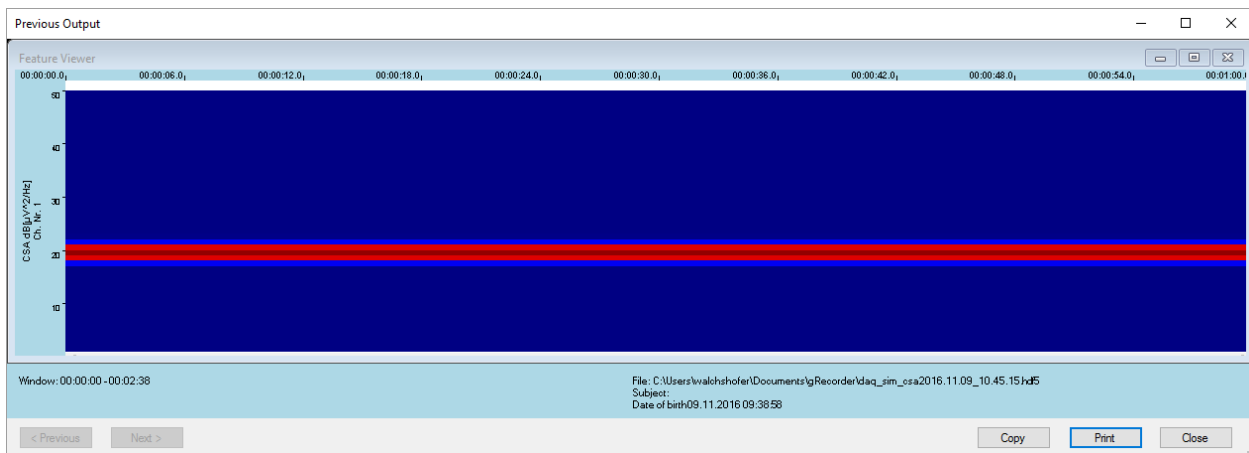 Previous Output
Feature Viewer
00:00:00.0 00:00:06.0 00:00:12.0 00:00:18.0 00:00:24.0 00:00:30.0 00:00:36.0 00:00:42.0 00:00:48.0 00:00:54.0 00:01:00.
50
40
30
20
10
CSA dB[µV^2/Hz]
Ch. Nr. 1
Window: 00:00:00 - 00:02:38
File: C:\Users\walchshofer\Documents\gRecorder\daq_sim_csa2016.11.09_10.45.15.hdf5
Subject:
Date of birth09.11.2016 09:38:58
< Previous Next > Copy Print Close